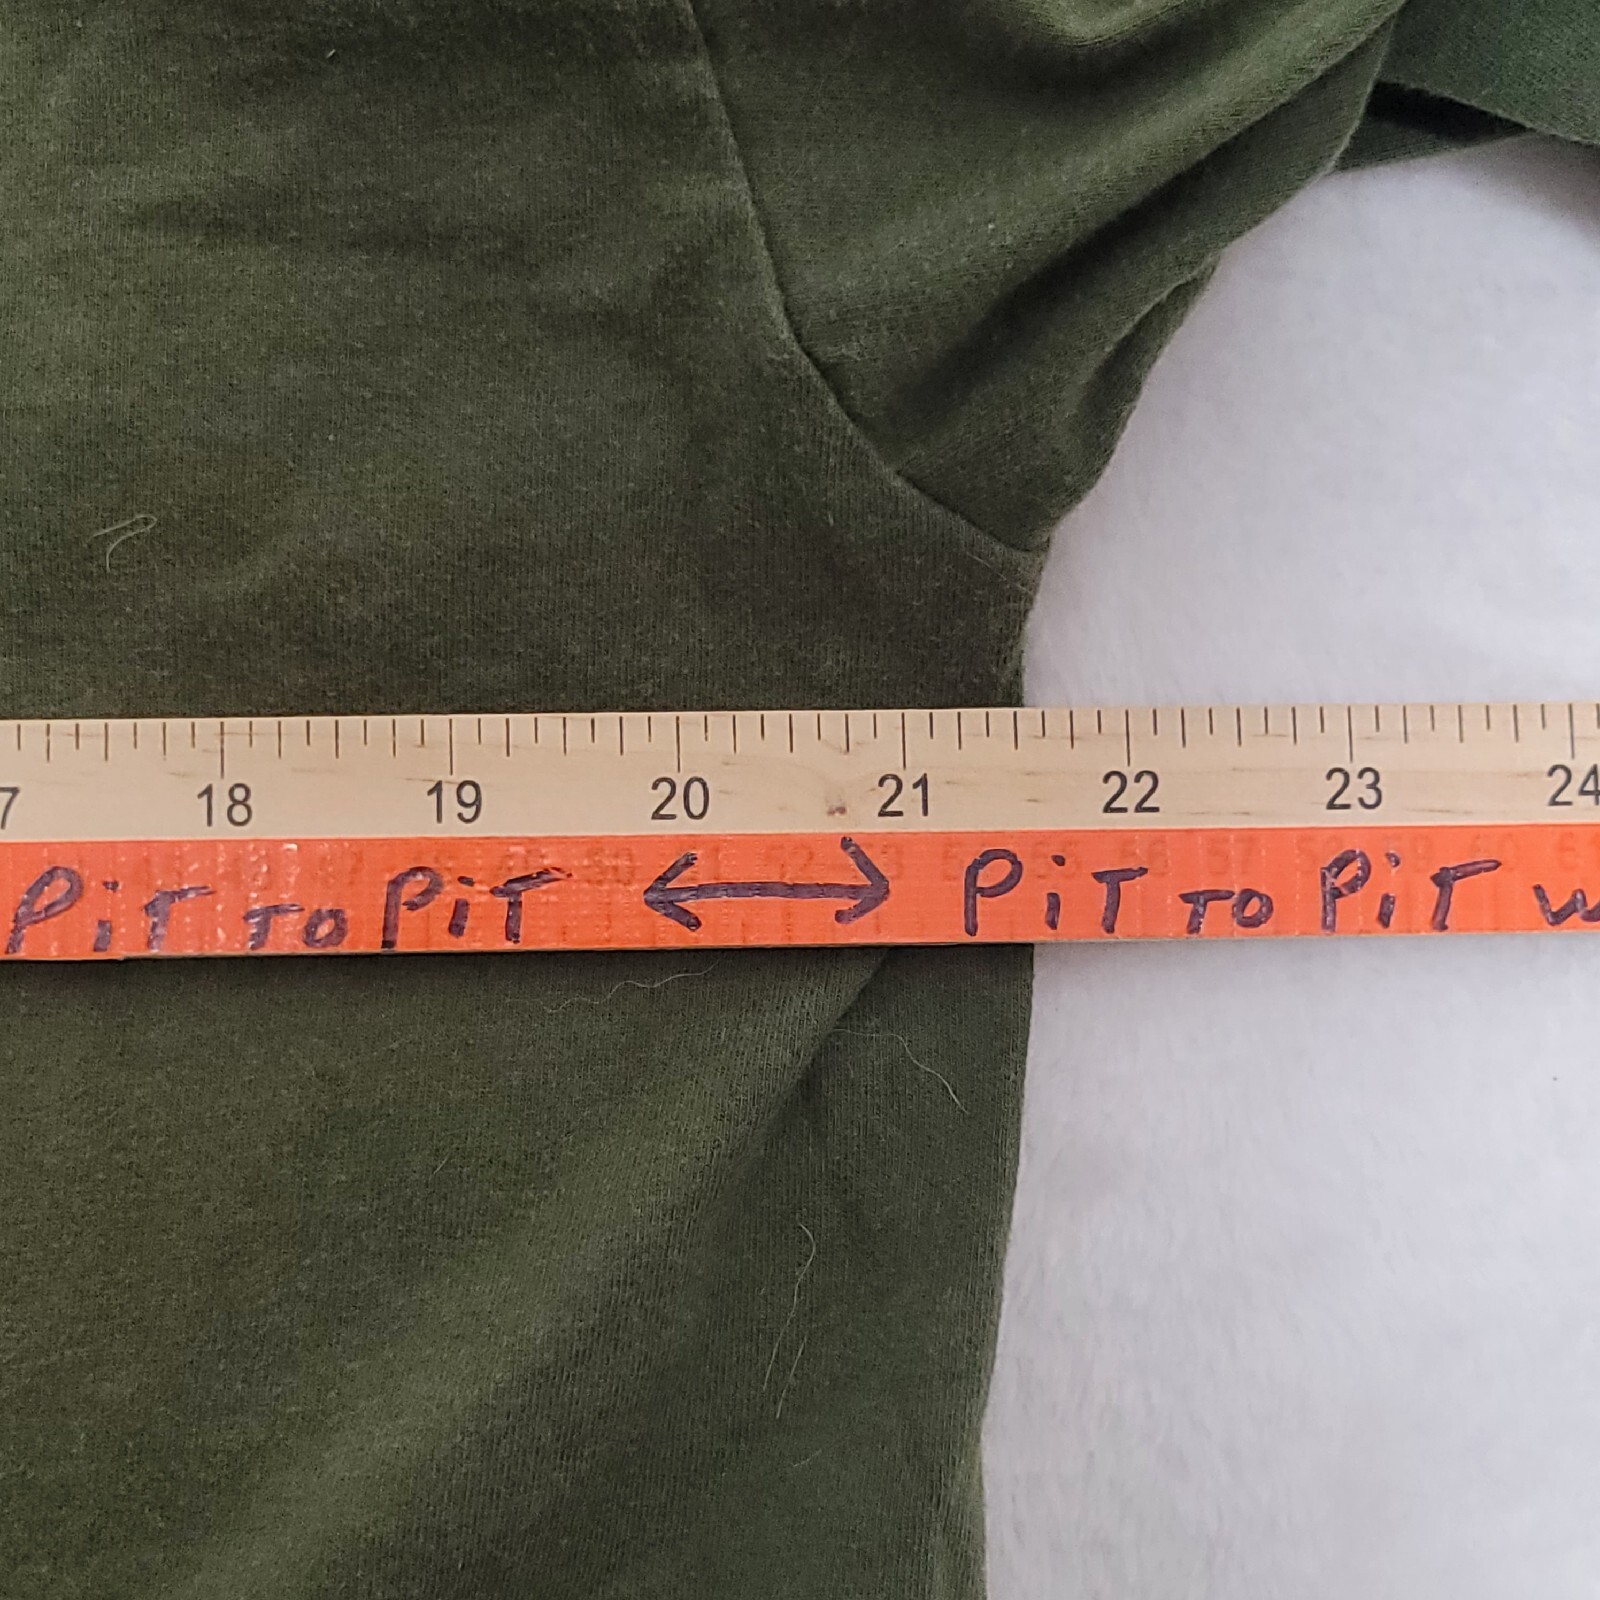 7 18 19 20 21 22 23 24
PiT TO PiT ↔ PiT TO PiT W